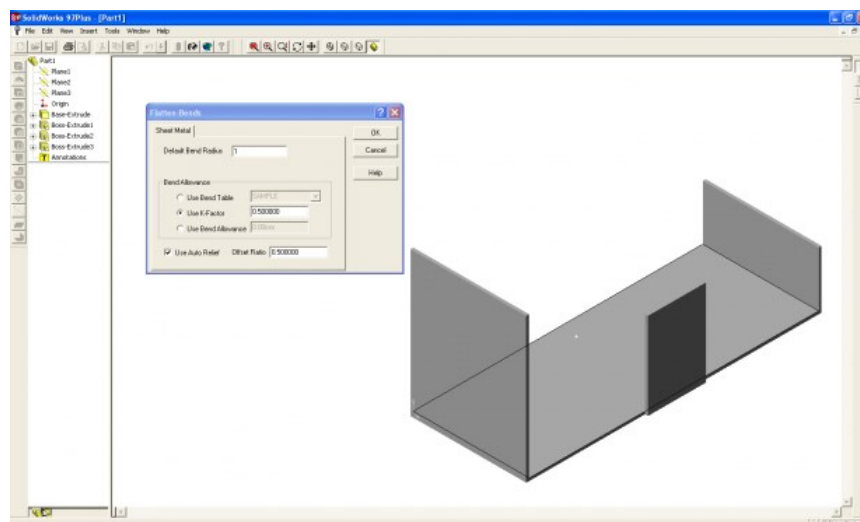 SolidWorks 97Plus - [Part1]
File Edit View Insert Tools Window Help
Part1
Plane1
Plane2
Plane3
Origin
Base-Extrude
Boss-Extrude1
Boss-Extrude2
Boss-Extrude3
Annotations
Flatten-Bends
Sheet Metal
Default Bend Radius 1
Bend Allowance
Use Bend Table SAMPLE
Use K-Factor 0.500000
Use Bend Allowance
Use Auto Relief Offset Ratio 0.500000
OK
Cancel
Help